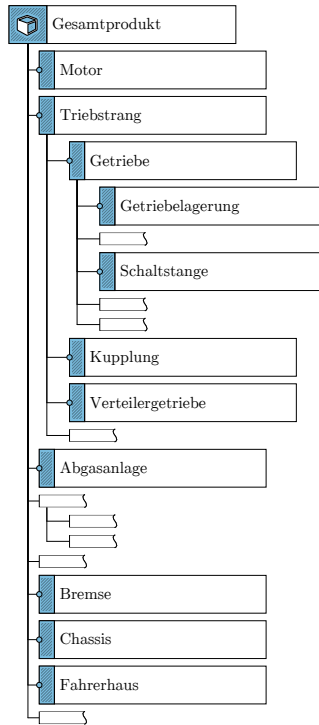 Gesamtprodukt
Motor
Triebstrang
Getriebe
Getriebelagerung
Schaltstange
Kupplung
Verteilergetriebe
Abgasanlage
Bremse
Chassis
Fahrerhaus